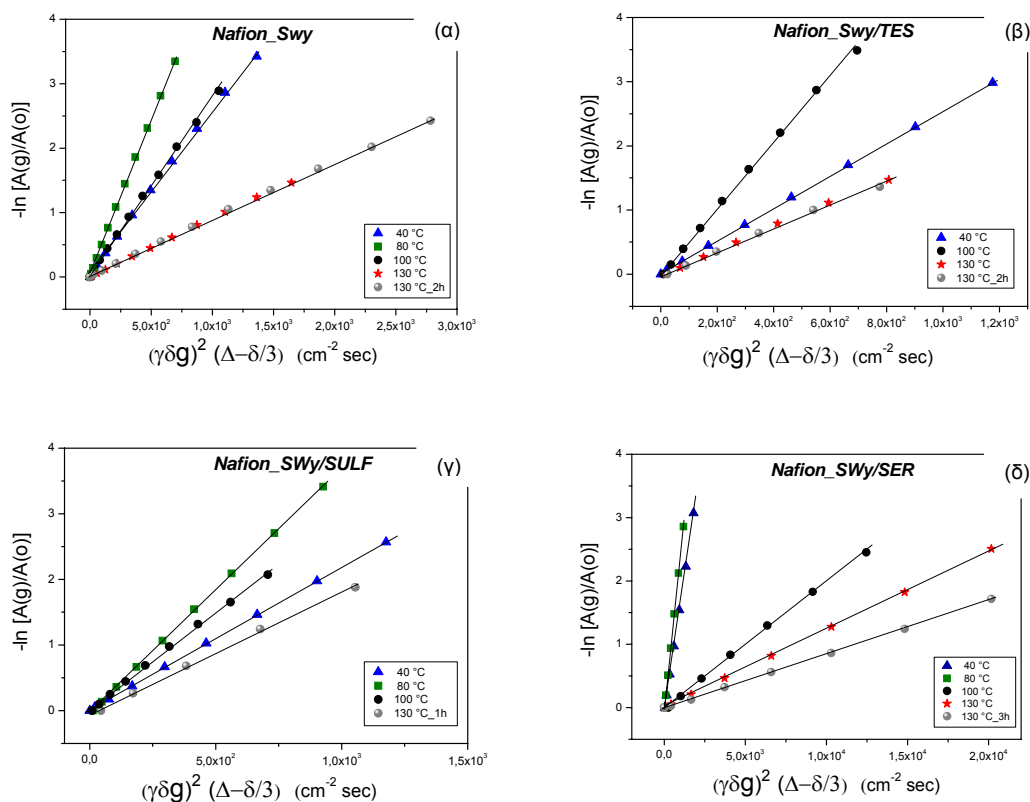 Nafion_Swy
(α)
-ln [A(g)/A(o)]
4
3
2
1
0
40 °C
80 °C
100 °C
130 °C
130 °C_2h
0,0
5,0x10²
1,0x10³
1,5x10³
2,0x10³
2,5x10³
3,0x10³
(γδg)² (Δ−δ/3) (cm⁻² sec)
Nafion_Swy/TES
(β)
-ln [A(g)/A(o)]
4
3
2
1
0
40 °C
100 °C
130 °C
130 °C_2h
0,0
2,0x10²
4,0x10²
6,0x10²
8,0x10²
1,0x10³
1,2x10³
(γδg)² (Δ−δ/3) (cm⁻² sec)
Nafion_SWy/SULF
(γ)
-ln [A(g)/A(o)]
4
3
2
1
0
40 °C
80 °C
100 °C
130 °C_1h
0,0
5,0x10²
1,0x10³
1,5x10³
(γδg)² (Δ−δ/3) (cm⁻² sec)
Nafion_SWy/SER
(δ)
-ln [A(g)/A(o)]
4
3
2
1
0
40 °C
80 °C
100 °C
130 °C
130 °C_3h
0,0
5,0x10³
1,0x10⁴
1,5x10⁴
2,0x10⁴
(γδg)² (Δ−δ/3) (cm⁻² sec)